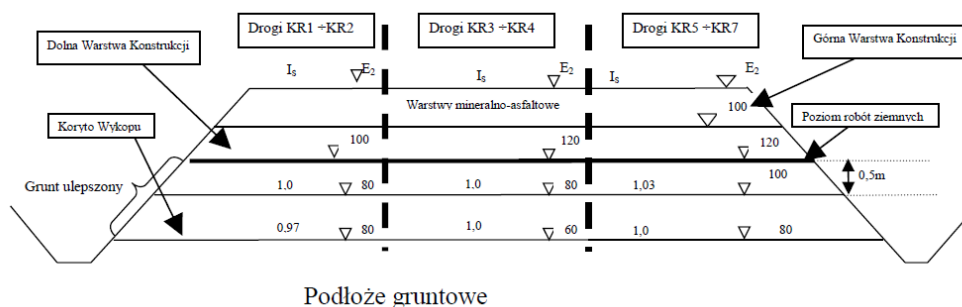 Drogi KR1 ÷KR2
Drogi KR3 ÷KR4
Drogi KR5 ÷KR7
Dolna Warstwa Konstrukcji
Górna Warstwa Konstrukcji
Is E2 Is E2 Is E2
Warstwy mineralno-asfaltowe
100
Koryto Wykopu
Poziom robót ziemnych
100 120 120
Grunt ulepszony
100
0,5m
1,0 80 1,0 80 1,03
0.97 80 1,0 60 1,0 80
Podłoże gruntowe